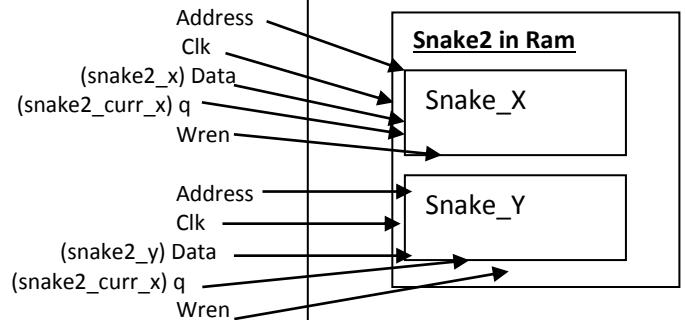 Address
Clk
(snake2_x) Data
(snake2_curr_x) q
Wren
Snake2 in Ram
Snake_X
Address
Clk
(snake2_y) Data
(snake2_curr_x) q
Wren
Snake_Y